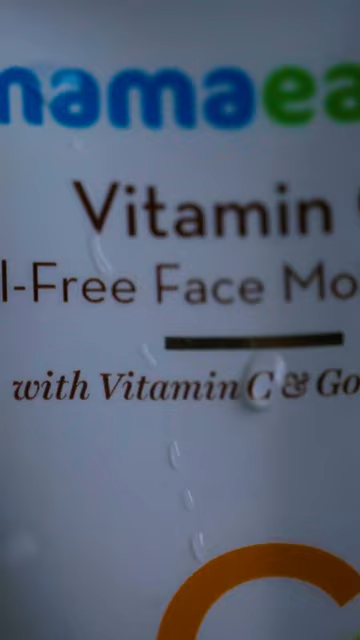 mamaea
Vitamin
l-Free Face Mo
with Vitamin C & Go
C